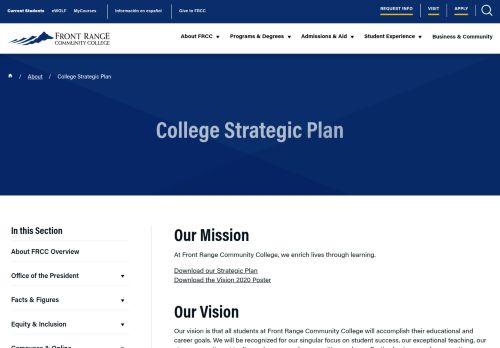 Current Students eWOLF MyCourses Información en español Give to FRCC REQUEST INFO VISIT APPLY
FRONT RANGE
COMMUNITY COLLEGE
About FRCC Programs & Degrees Admissions & Aid Student Experience Business & Community
/ About / College Strategic Plan
College Strategic Plan
In this Section
About FRCC Overview
Office of the President
Facts & Figures
Equity & Inclusion
Campuses & Online
Our Mission
At Front Range Community College, we enrich lives through learning.
Download our Strategic Plan
Download the Vision 2020 Poster
Our Vision
Our vision is that all students at Front Range Community College will accomplish their educational and
career goals. We will be recognized for our singular focus on student success, our exceptional teaching, our